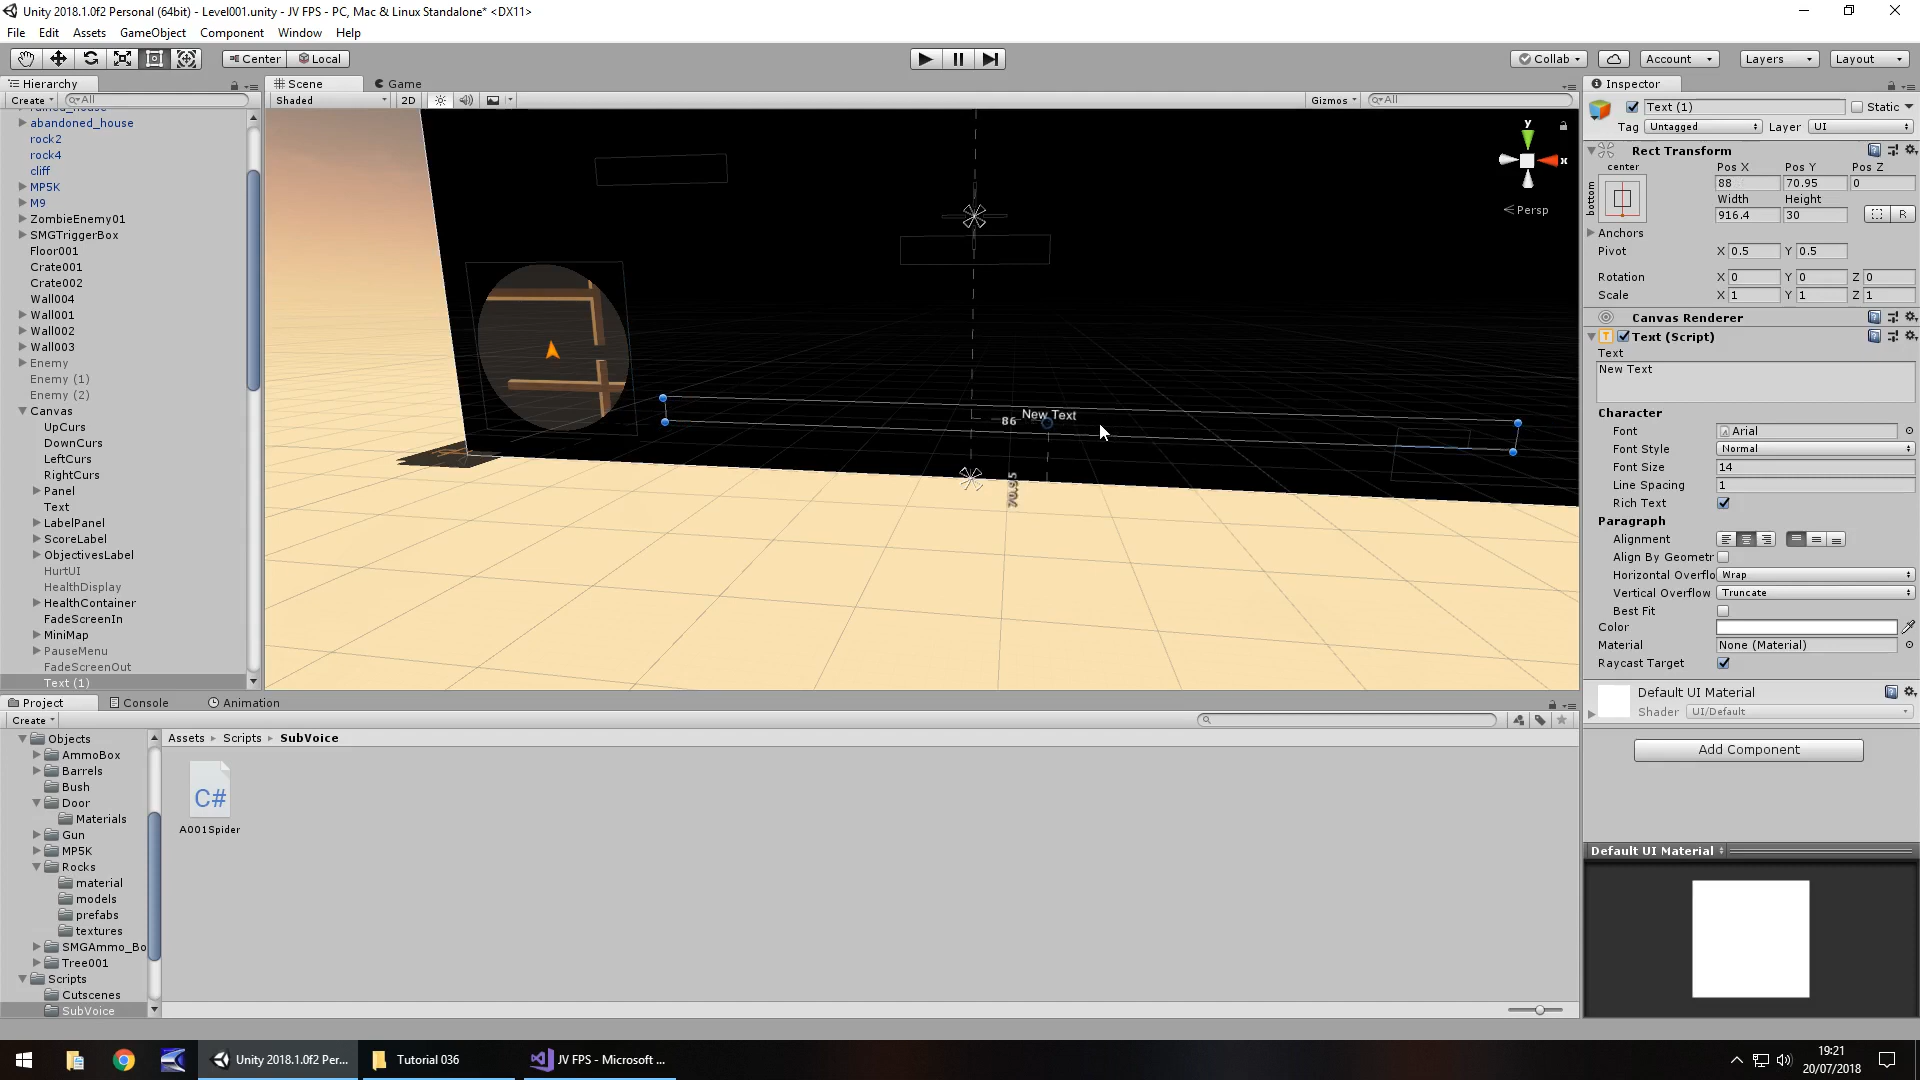 Unity 2018.1.0f2 Personal (64bit) - Level001.unity - JV FPS - PC, Mac & Linux Standalone* <DX11>
File Edit Assets GameObject Component Window Help
Center Local Collab Account Layers Layout
Hierarchy
Create All
abandoned_house
rock2
rock4
cliff
MP5K
M9
ZombieEnemy01
SMGTriggerBox
Floor001
Crate001
Crate002
Wall004
Wall001
Wall002
Wall003
Enemy
Enemy (1)
Enemy (2)
Canvas
UpCurs
DownCurs
LeftCurs
RightCurs
Panel
Text
LabelPanel
ScoreLabel
ObjectivesLabel
HurtUI
HealthDisplay
HealthContainer
FadeScreenIn
MiniMap
PauseMenu
FadeScreenOut
Text (1)
Scene Game
Shaded 2D Gizmos All
y
x
Persp
New Text
86
70.95
Inspector
Text (1) Static
Tag Untagged Layer UI
Rect Transform
center
bottom
Pos X Pos Y Pos Z
88 70.95 0
Width Height
916.4 30
R
Anchors
Pivot X 0.5 Y 0.5
Rotation X 0 Y 0 Z 0
Scale X 1 Y 1 Z 1
Canvas Renderer
Text (Script)
Text
New Text
Character
Font Arial
Font Style Normal
Font Size 14
Line Spacing 1
Rich Text
Paragraph
Alignment
Align By Geometr
Horizontal Overflo Wrap
Vertical Overflow Truncate
Best Fit
Color
Material None (Material)
Raycast Target
Default UI Material
Shader UI/Default
Add Component
Default UI Material
Project Console Animation
Create
Objects
AmmoBox
Barrels
Bush
Door
Materials
Gun
MP5K
Rocks
material
models
prefabs
textures
SMGAmmo_Bo
Tree001
Scripts
Cutscenes
SubVoice
Assets Scripts SubVoice
C#
A001Spider
Unity 2018.1.0f2 Per...
Tutorial 036
JV FPS - Microsoft ...
19:21
20/07/2018